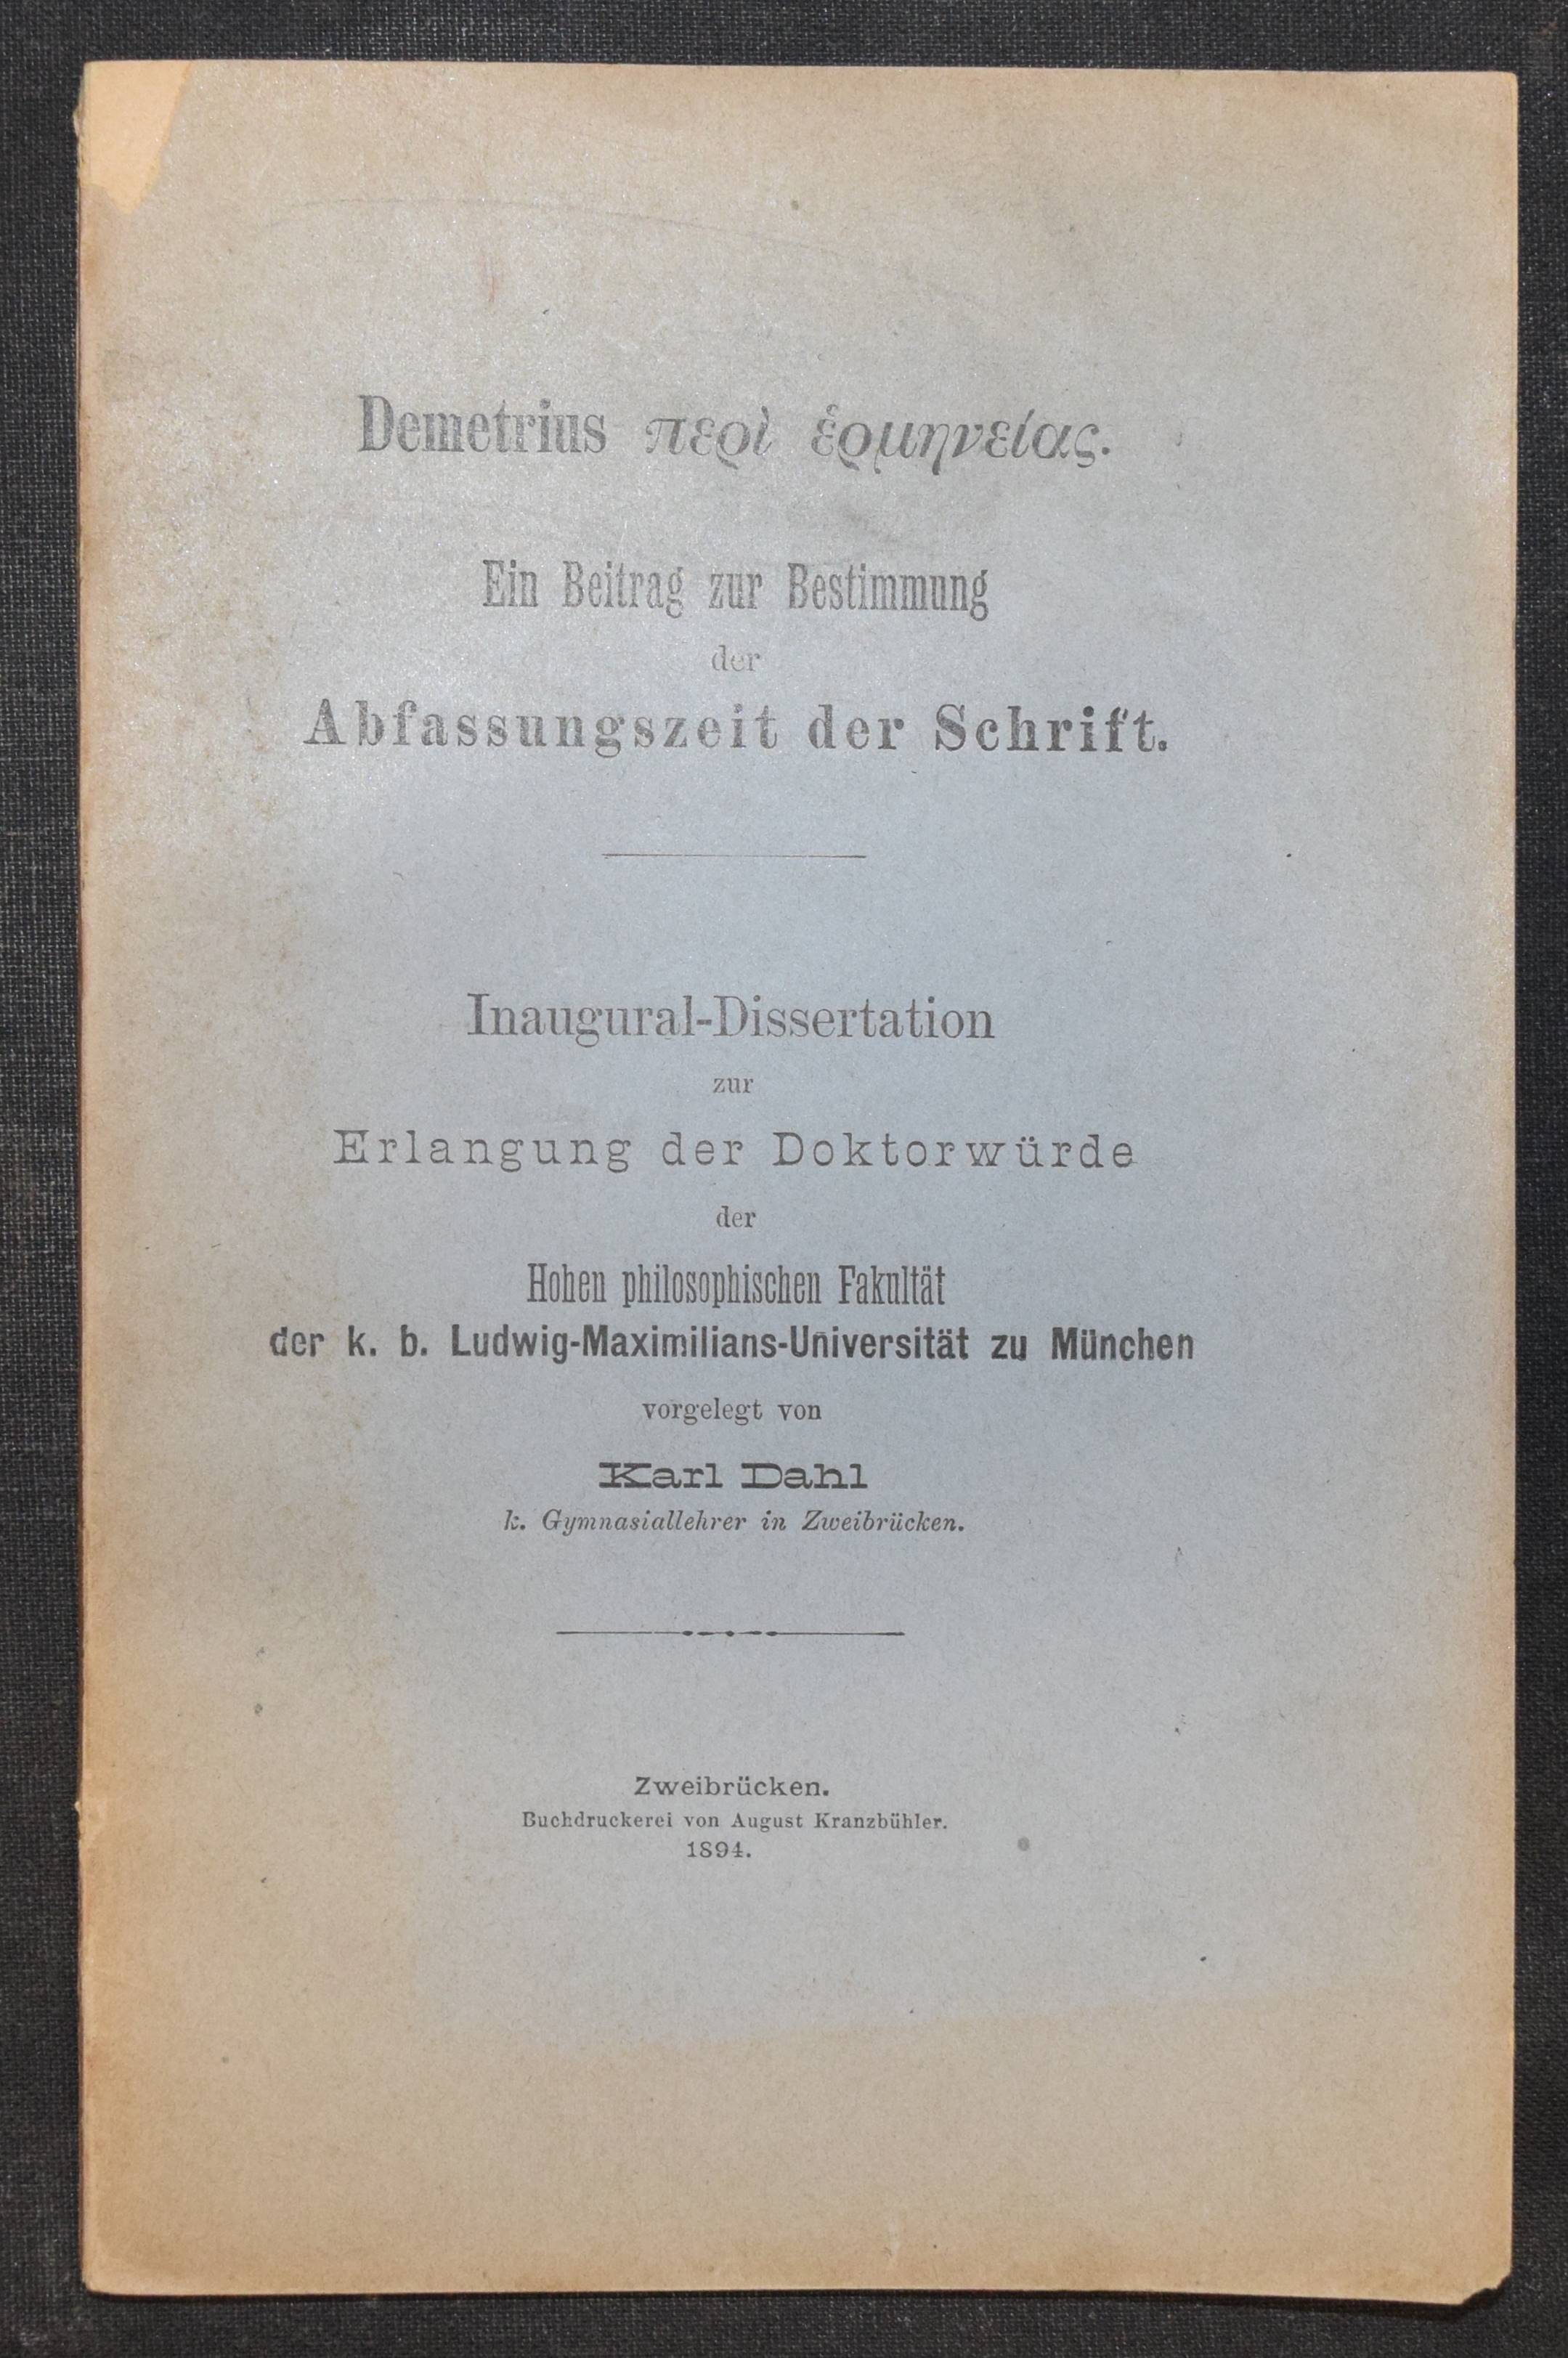 Demetrius περὶ ἑρμηνείας.
Ein Beitrag zur Bestimmung
der
Abfassungszeit der Schrift.
Inaugural-Dissertation
zur
Erlangung der Doktorwürde
der
Hohen philosophischen Fakultät
der k. b. Ludwig-Maximilians-Universität zu München
vorgelegt von
Karl Dahl
k. Gymnasiallehrer in Zweibrücken.
Zweibrücken.
Buchdruckerei von August Kranzbühler.
1894.